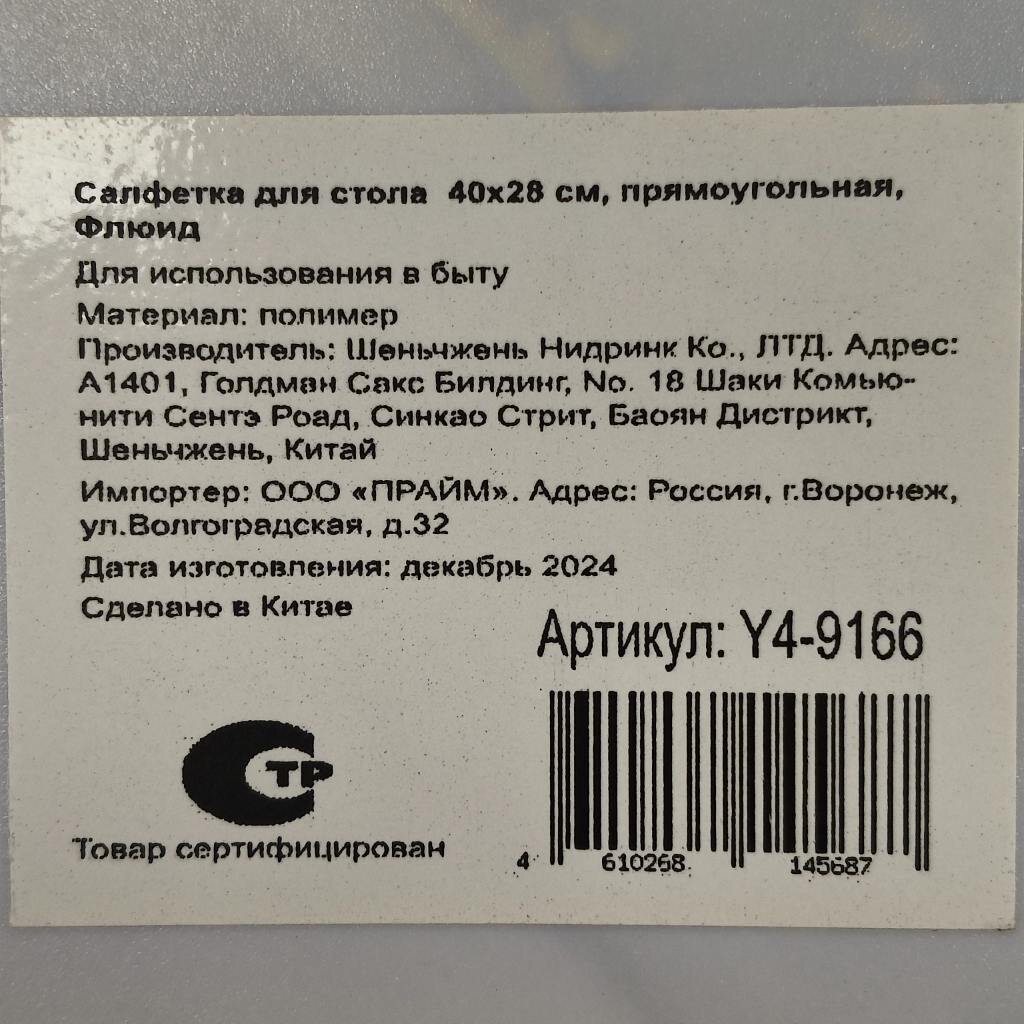 Салфетка для стола 40х28 см, прямоугольная,
Флюид
Для использования в быту
Материал: полимер
Производитель: Шеньчжень Нидринк Ко., ЛТД. Адрес:
А1401, Голдман Сакс Билдинг, No. 18 Шаки Комью-
нити Сентэ Роад, Синкао Стрит, Баоян Дистрикт,
Шеньчжень, Китай
Импортер: ООО «ПРАЙМ». Адрес: Россия, г.Воронеж,
ул.Волгоградская, д.32
Дата изготовления: декабрь 2024
Сделано в Китае
Артикул: Y4-9166
СТР
Товар сертифицирован
4 610268 145687